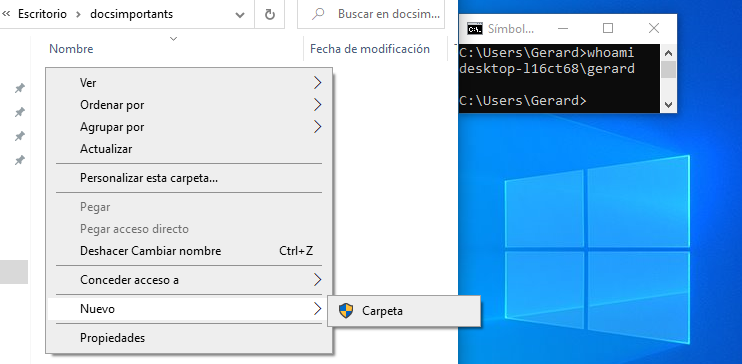 « Escritorio > docsimportants
Buscar en docsim...
Nombre
Fecha de modificación
Ver
Ordenar por
Agrupar por
Actualizar
Personalizar esta carpeta...
Pegar
Pegar acceso directo
Deshacer Cambiar nombre Ctrl+Z
Conceder acceso a
Nuevo
Carpeta
Propiedades
C:\. Símbol...
C:\Users\Gerard>whoami
desktop-l16ct68\gerard
C:\Users\Gerard>